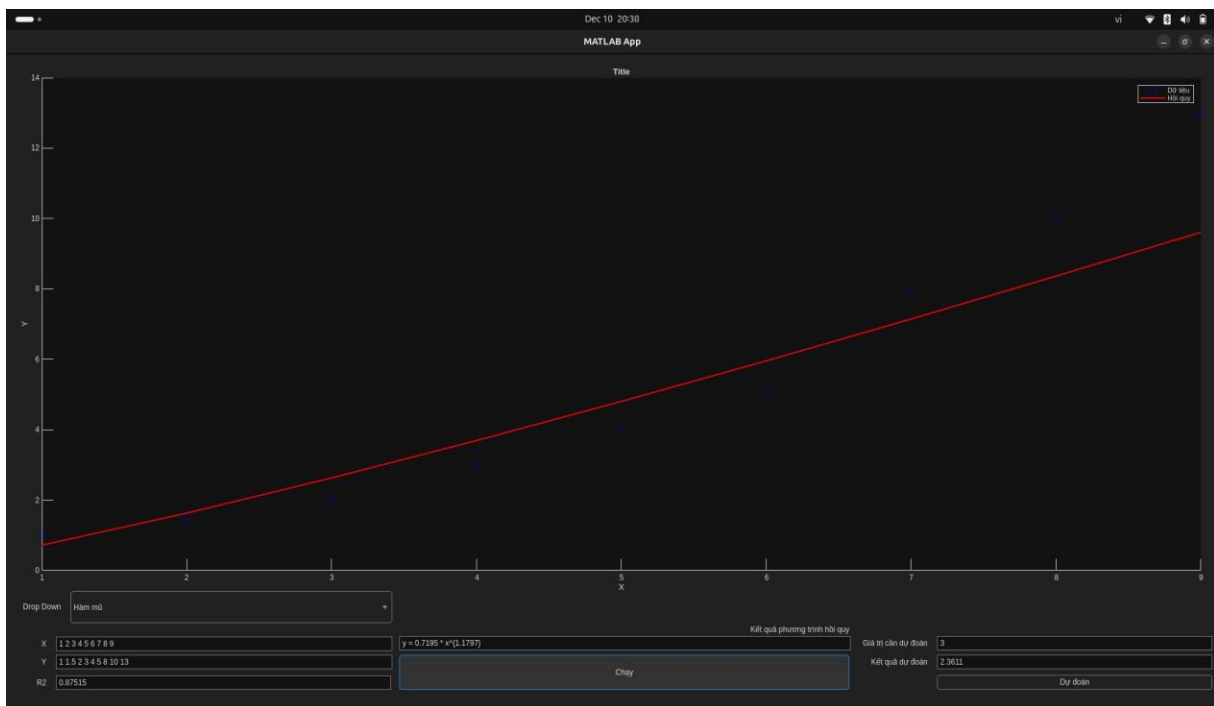 Dec 10 20:38
vi
MATLAB App
Title
14
12
10
8
6
4
2
0
Y
Dữ liệu
Hồi quy
1 2 3 4 5 6 7 8 9
X
Drop Down Hàm mũ
Kết quả phương trình hồi quy
X 1 2 3 4 5 6 7 8 9
y = 0.7195 * x^{1.1797}
Giá trị cần dự đoán 3
Y 1 1.5 2 3 4 5 8 10 13
Chạy
Kết quả dự đoán 2.3611
R2 0.87515
Dự đoán